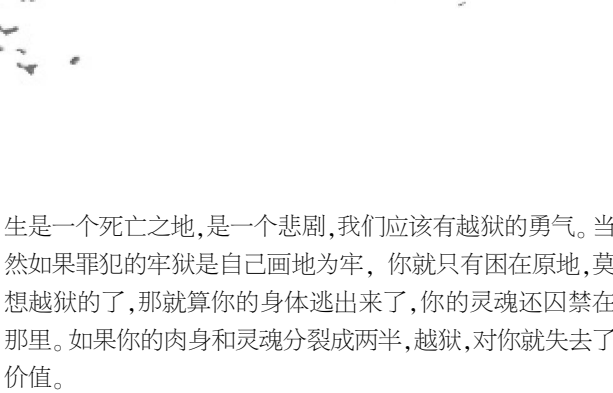 生是一个死亡之地,是一个悲剧,我们应该有越狱的勇气。当
然如果罪犯的牢狱是自己画地为牢, 你就只有困在原地,莫
想越狱的了,那就算你的身体逃出来了,你的灵魂还囚禁在
那里。如果你的肉身和灵魂分裂成两半,越狱,对你就失去了
价值。